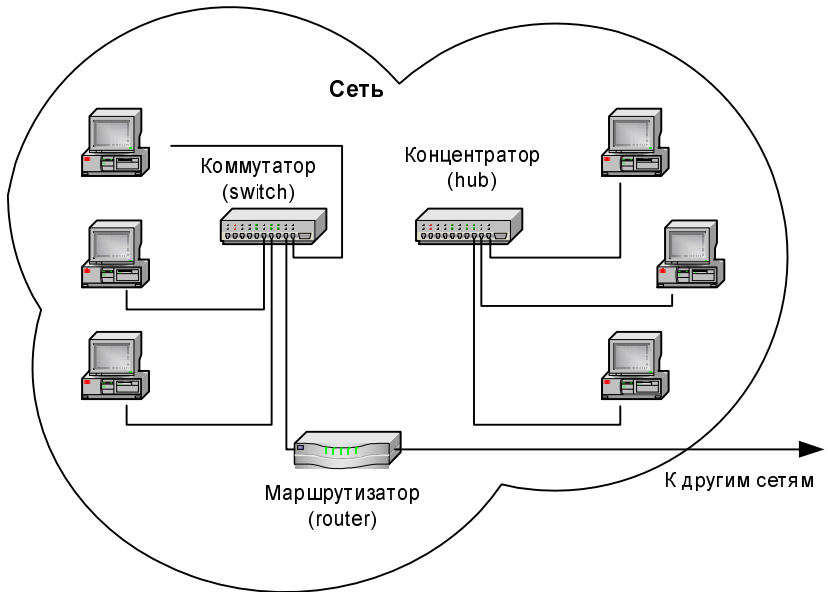 Сеть
Коммутатор
(switch)
Концентратор
(hub)
Маршрутизатор
(router)
К другим сетям